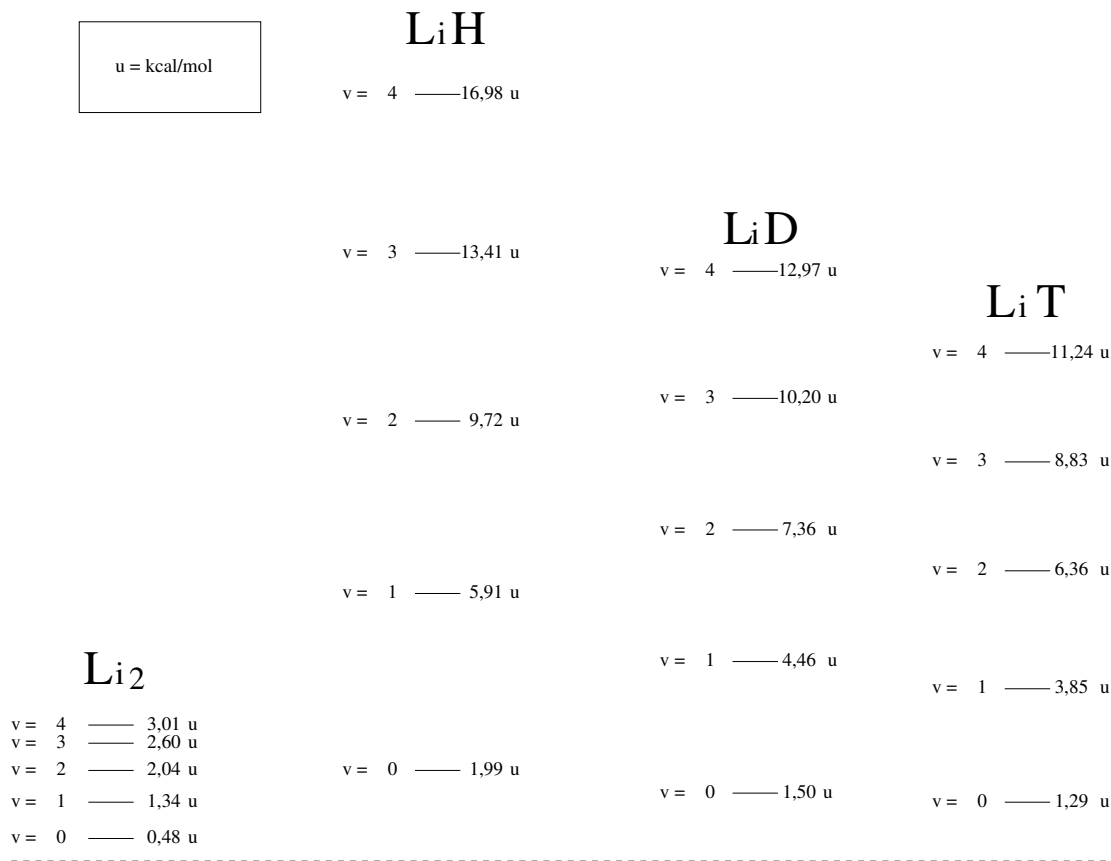 u = kcal/mol
LiH
v = 4 16,98 u
v = 3 13,41 u
v = 2 9,72 u
v = 1 5,91 u
v = 0 1,99 u
LiD
v = 4 12,97 u
v = 3 10,20 u
v = 2 7,36 u
v = 1 4,46 u
v = 0 1,50 u
LiT
v = 4 11,24 u
v = 3 8,83 u
v = 2 6,36 u
v = 1 3,85 u
v = 0 1,29 u
Li2
v = 4 3,01 u
v = 3 2,60 u
v = 2 2,04 u
v = 1 1,34 u
v = 0 0,48 u